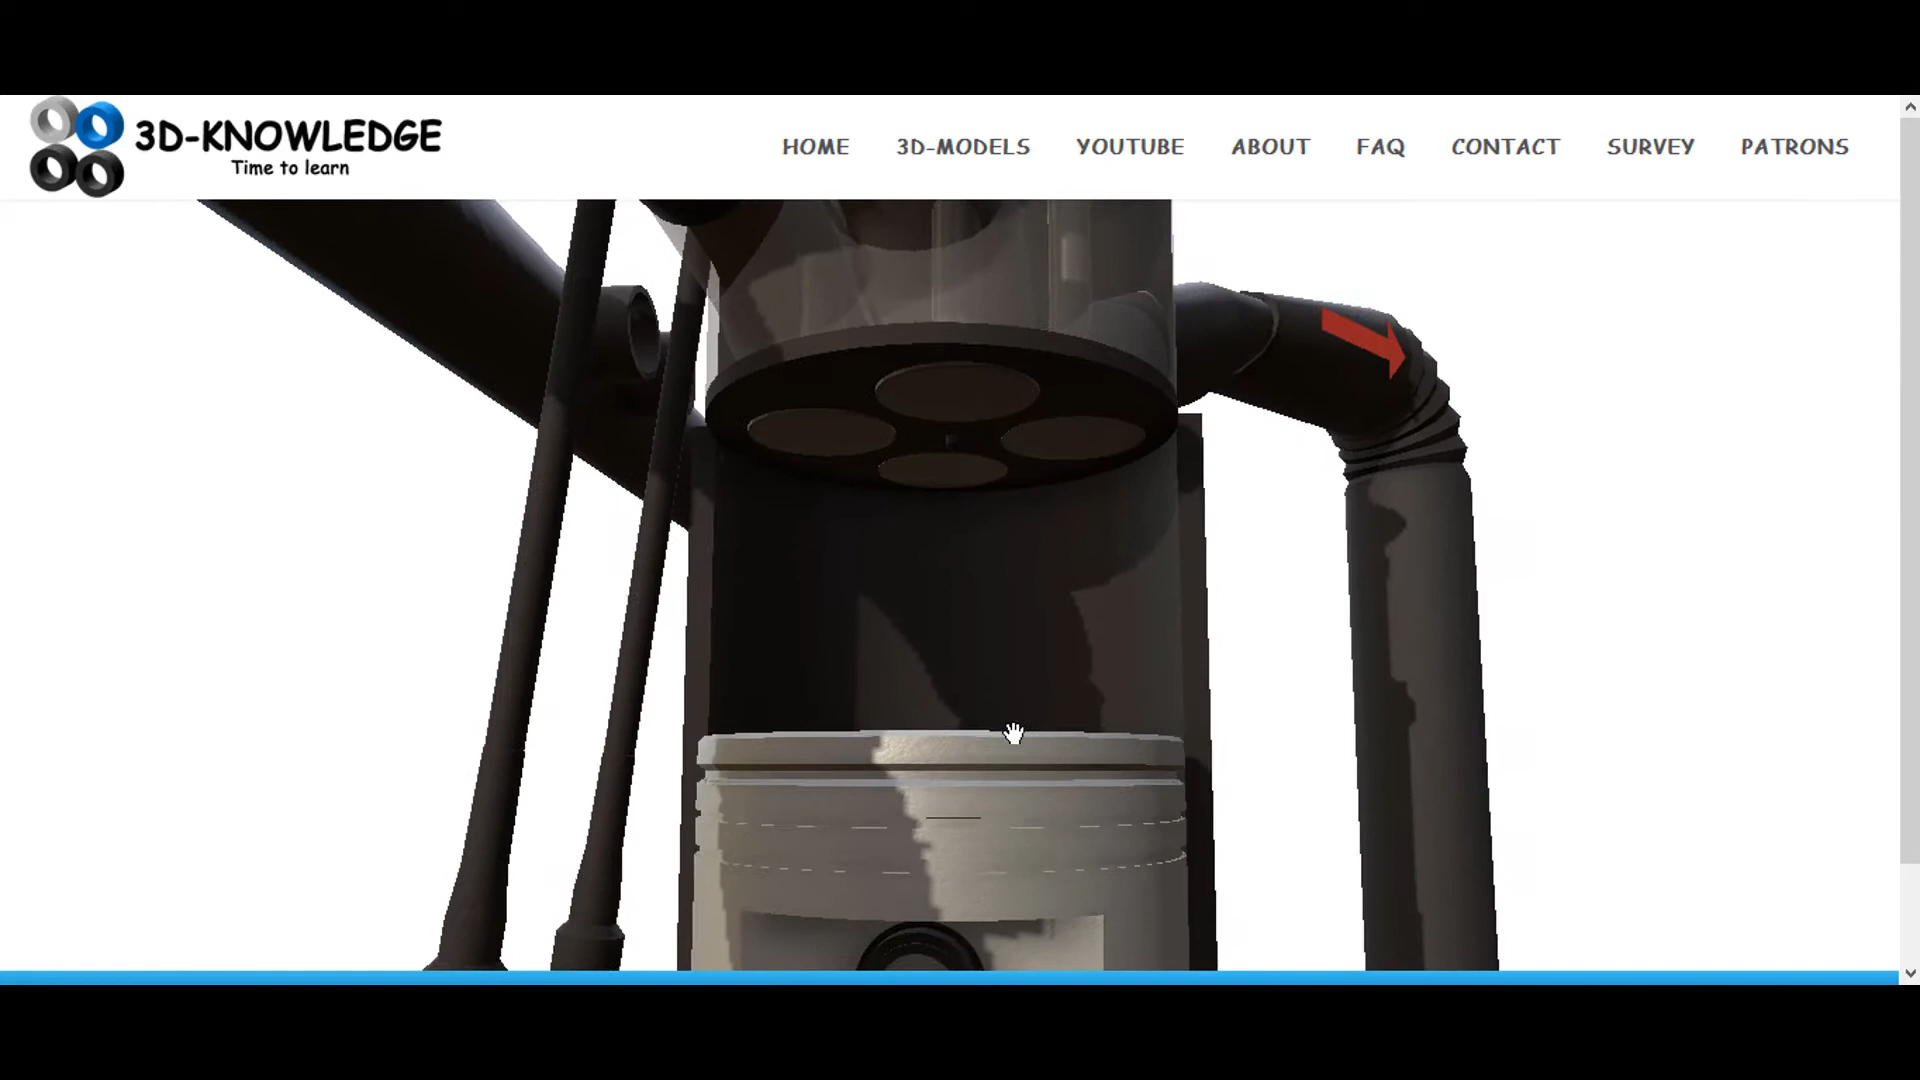 3D-KNOWLEDGE
Time to learn
HOME 3D-MODELS YOUTUBE ABOUT FAQ CONTACT SURVEY PATRONS